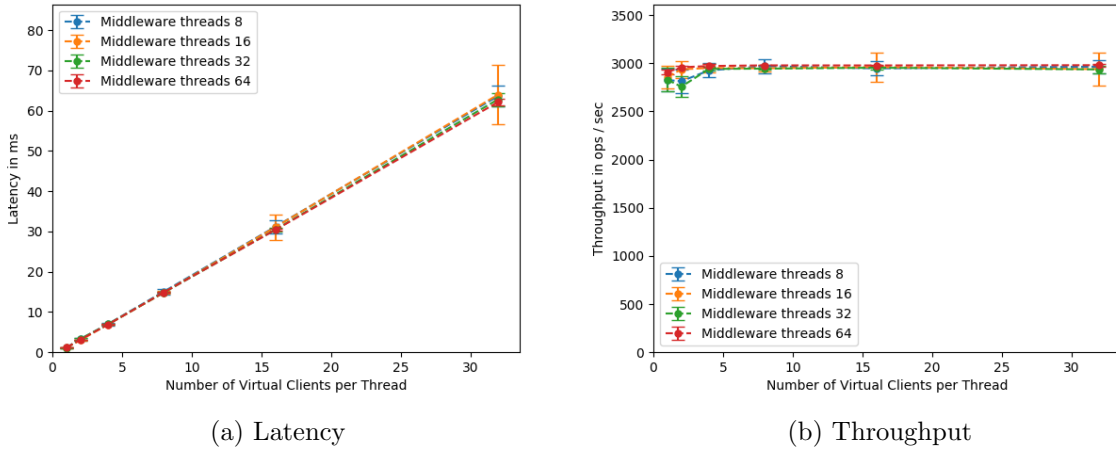 80
70
60
50
40
30
20
10
0
Latency in ms
Middleware threads 8
Middleware threads 16
Middleware threads 32
Middleware threads 64
0 5 10 15 20 25 30
Number of Virtual Clients per Thread
(a) Latency
3500
3000
2500
2000
1500
1000
500
0
Throughput in ops / sec
Middleware threads 8
Middleware threads 16
Middleware threads 32
Middleware threads 64
0 5 10 15 20 25 30
Number of Virtual Clients per Thread
(b) Throughput